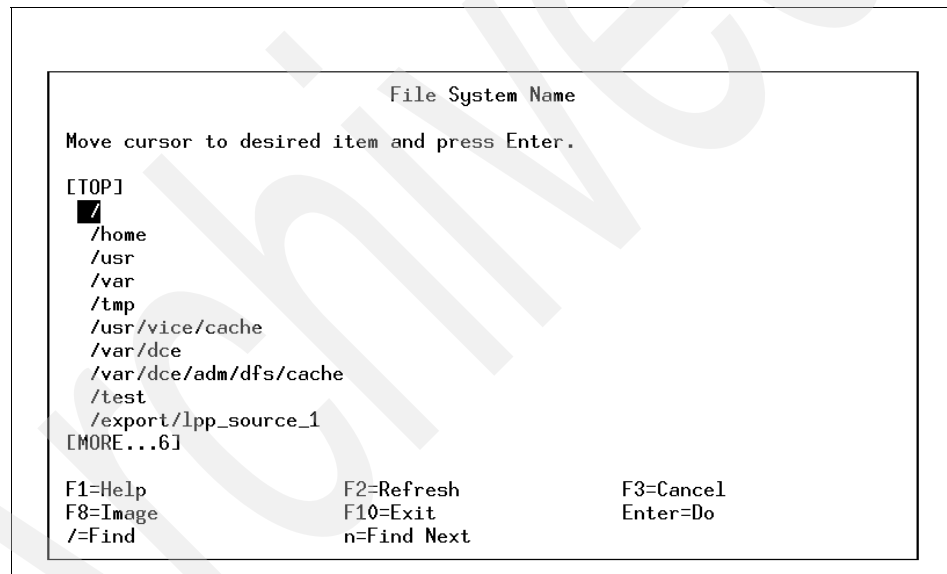 File System Name
Move cursor to desired item and press Enter.
[TOP]
/
/home
/usr
/var
/tmp
/usr/vice/cache
/var/dce
/var/dce/adm/dfs/cache
/test
/export/lpp_source_1
[MORE...6]
F1=Help F2=Refresh F3=Cancel
F8=Image F10=Exit Enter=Do
/=Find n=Find Next